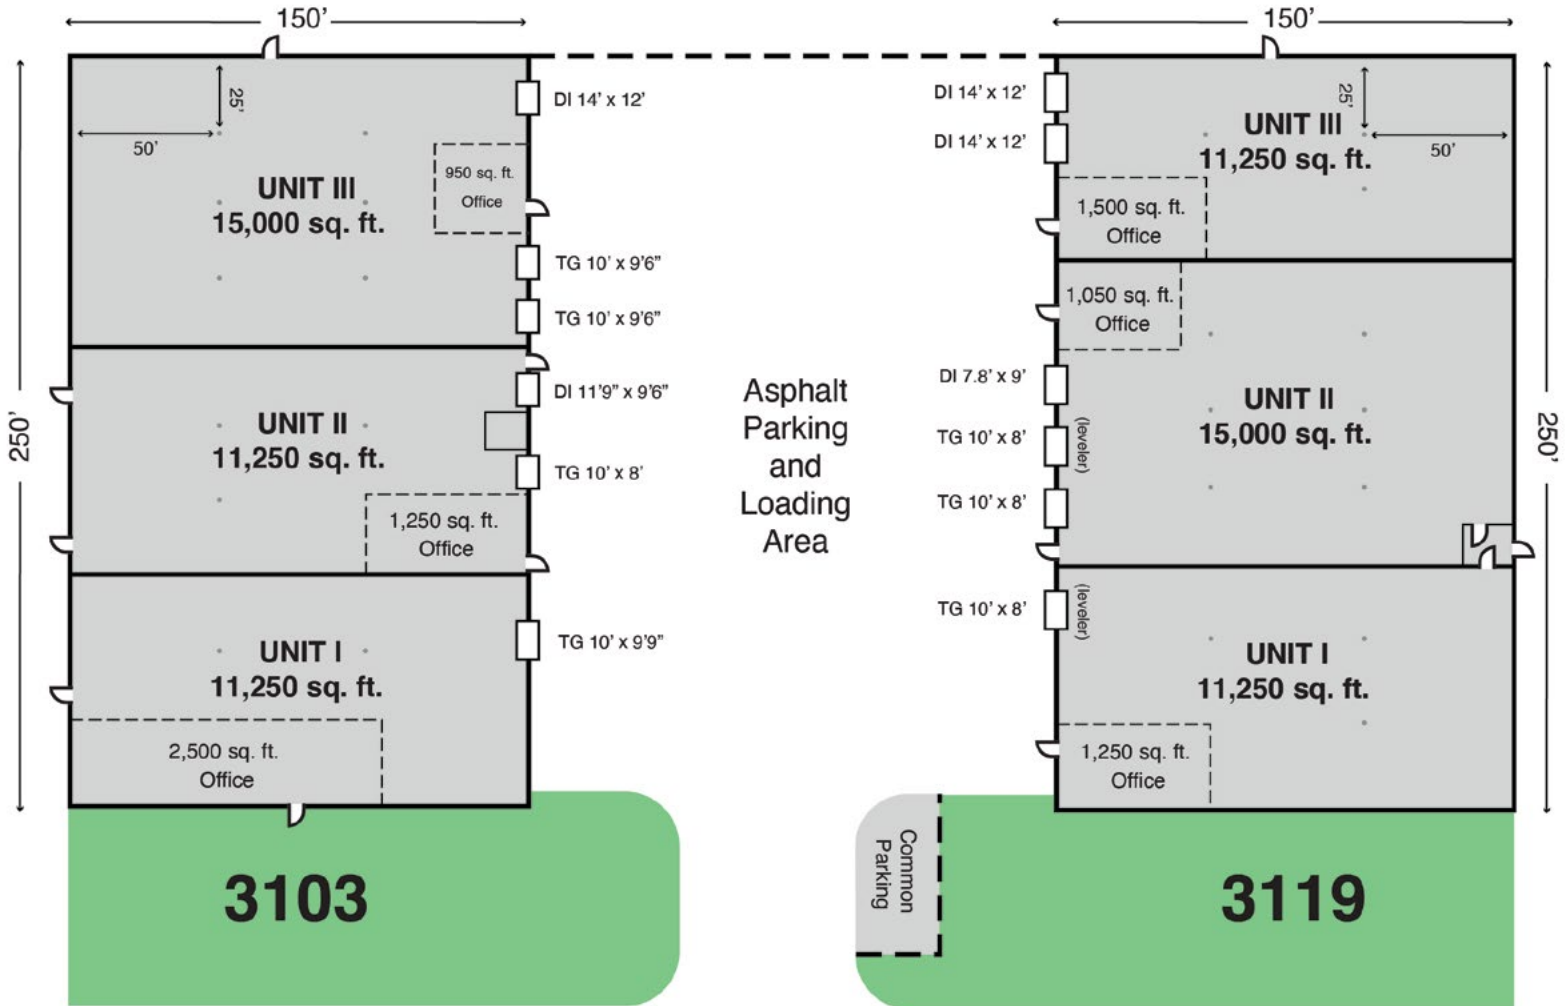 150'
250'
25'
50'
UNIT III
15,000 sq. ft.
950 sq. ft.
Office
DI 14' x 12'
TG 10' x 9'6"
TG 10' x 9'6"
UNIT II
11,250 sq. ft.
DI 11'9" x 9'6"
TG 10' x 8'
1,250 sq. ft.
Office
UNIT I
11,250 sq. ft.
TG 10' x 9'9"
2,500 sq. ft.
Office
3103
Asphalt
Parking
and
Loading
Area
150'
250'
DI 14' x 12'
DI 14' x 12'
25'
50'
UNIT III
11,250 sq. ft.
1,500 sq. ft.
Office
1,050 sq. ft.
Office
DI 7.8' x 9'
TG 10' x 8'
(leveler)
TG 10' x 8'
UNIT II
15,000 sq. ft.
TG 10' x 8'
(leveler)
UNIT I
11,250 sq. ft.
1,250 sq. ft.
Office
Common
Parking
3119